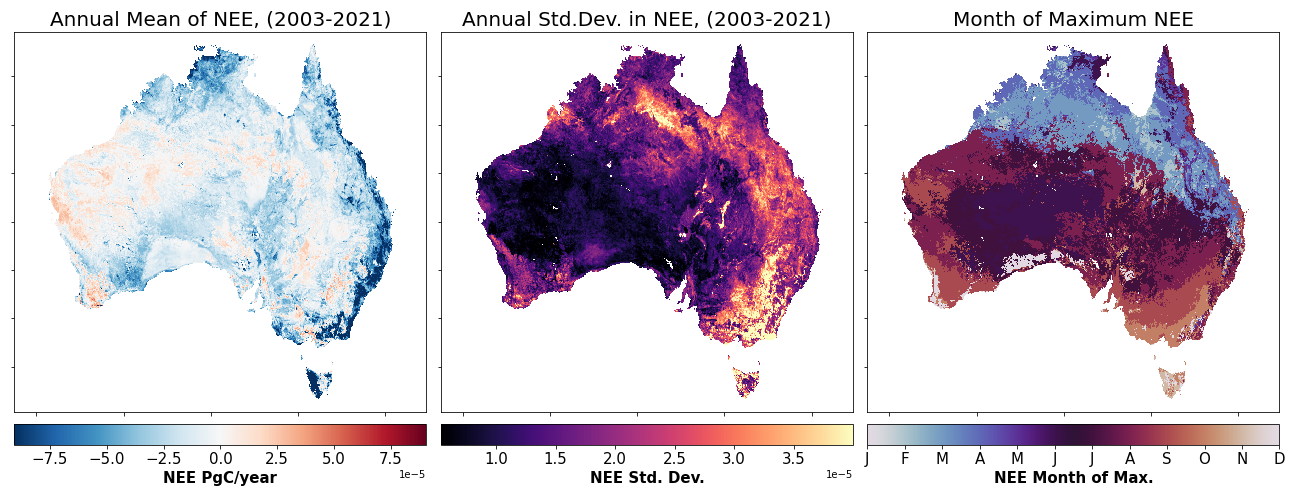 Annual Mean of NEE, (2003-2021)
Annual Std.Dev. in NEE, (2003-2021)
Month of Maximum NEE
−7.5 −5.0 −2.5 0.0 2.5 5.0 7.5
1e−5
NEE PgC/year
1.0 1.5 2.0 2.5 3.0 3.5
1e−5
NEE Std. Dev.
J F M A M J J A S O N D
NEE Month of Max.